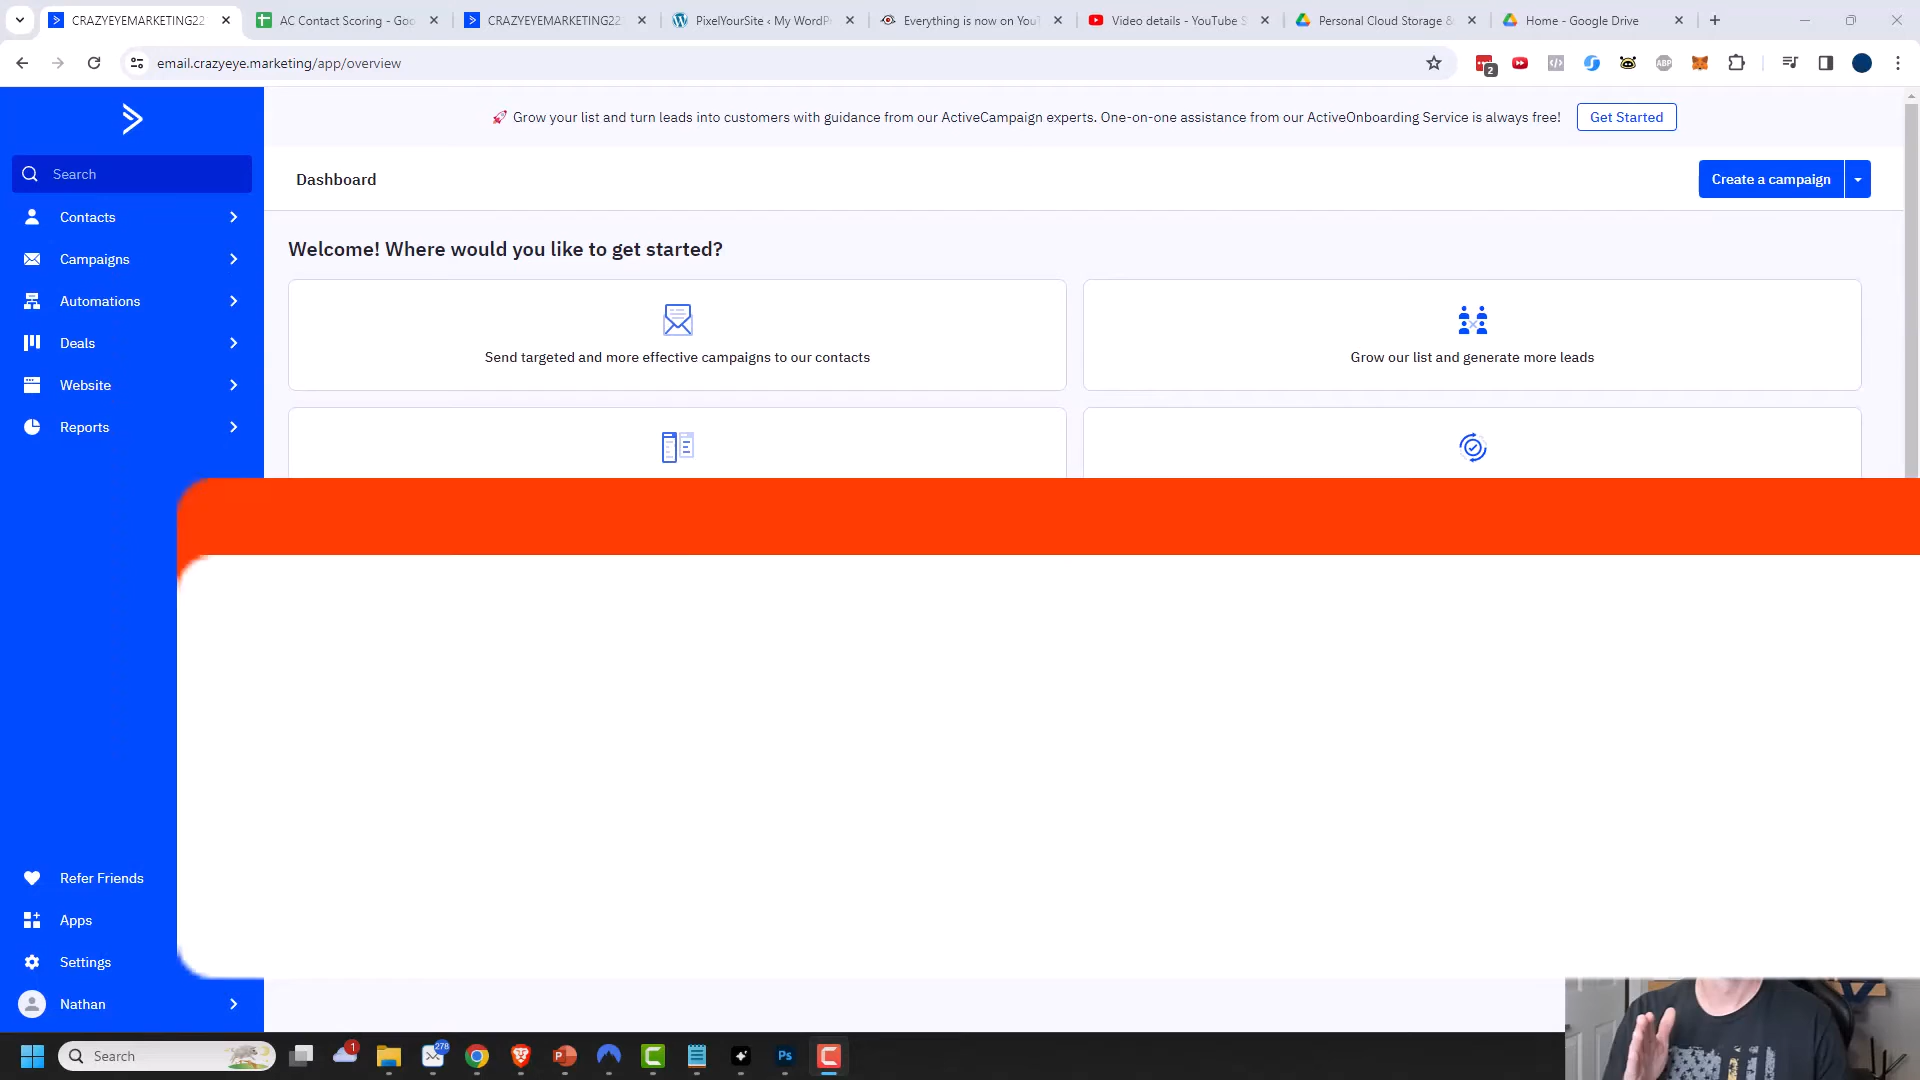 CRAZYEYEMARKETING22
AC Contact Scoring - Goo
CRAZYEYEMARKETING22
PixelYourSite ‹ My WordP
Everything is now on YouT
Video details - YouTube S
Personal Cloud Storage &
Home - Google Drive
email.crazyeye.marketing/app/overview
2
ABP
🚀 Grow your list and turn leads into customers with guidance from our ActiveCampaign experts. One-on-one assistance from our ActiveOnboarding Service is always free!
Get Started
Search
Dashboard
Create a campaign
Contacts
Campaigns
Automations
Deals
Website
Reports
Welcome! Where would you like to get started?
Send targeted and more effective campaigns to our contacts
Grow our list and generate more leads
Refer Friends
Apps
Settings
Nathan
Search
1
278
P
Ps